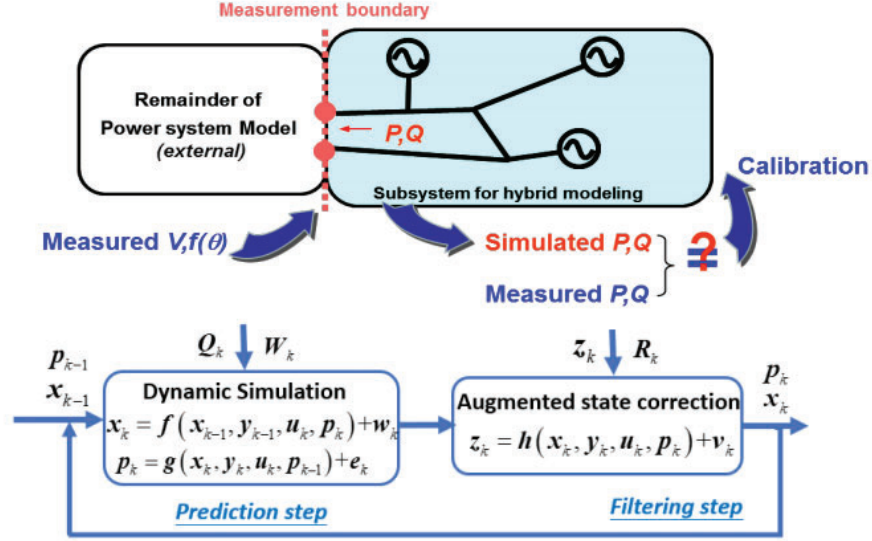 Measurement boundary
Remainder of
Power system Model
(external)
P,Q
Subsystem for hybrid modeling
Calibration
Measured V,f(θ)
Simulated P,Q
Measured P,Q
?
Q_k W_k
z_k R_k
p_{k-1}
x_{k-1}
Dynamic Simulation
x_k = f(x_{k-1}, y_{k-1}, u_k, p_k)+w_k
p_k = g(x_k, y_k, u_k, p_{k-1})+e_k
Augmented state correction
z_k = h(x_k, y_k, u_k, p_k)+v_k
p_k
x_k
Prediction step
Filtering step